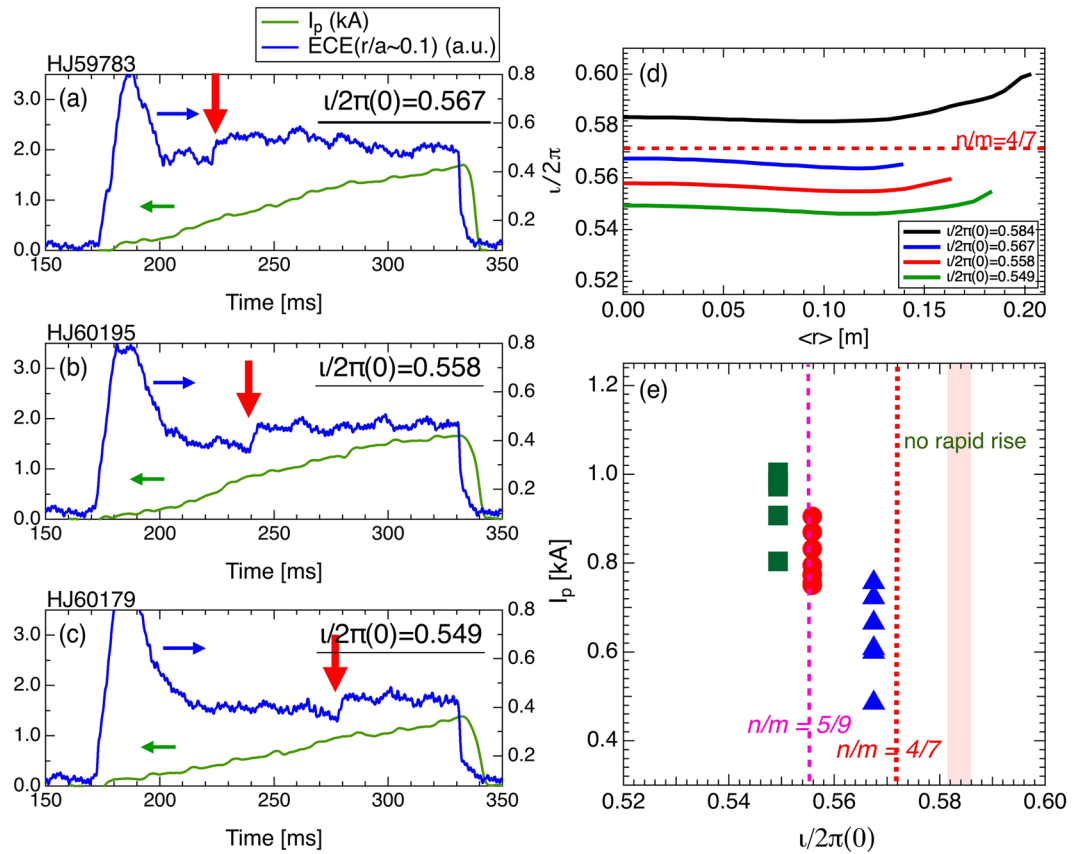 I_p (kA)
ECE(r/a~0.1) (a.u.)
HJ59783
(a)
ι/2π(0)=0.567
3.0
2.0
1.0
0.0
0.8
0.6
0.4
0.2
150 200 250 300 350
Time [ms]
HJ60195
(b)
ι/2π(0)=0.558
3.0
2.0
1.0
0.0
0.8
0.6
0.4
0.2
150 200 250 300 350
Time [ms]
HJ60179
(c)
ι/2π(0)=0.549
3.0
2.0
1.0
0.0
0.8
0.6
0.4
0.2
150 200 250 300 350
Time [ms]
(d)
n/m=4/7
ι/2π
0.60
0.58
0.56
0.54
0.52
ι/2π(0)=0.584
ι/2π(0)=0.567
ι/2π(0)=0.558
ι/2π(0)=0.549
0.00 0.05 0.10 0.15 0.20
<r> [m]
(e)
no rapid rise
I_p [kA]
1.2
1.0
0.8
0.6
0.4
n/m = 5/9
n/m = 4/7
0.52 0.54 0.56 0.58 0.60
ι/2π(0)